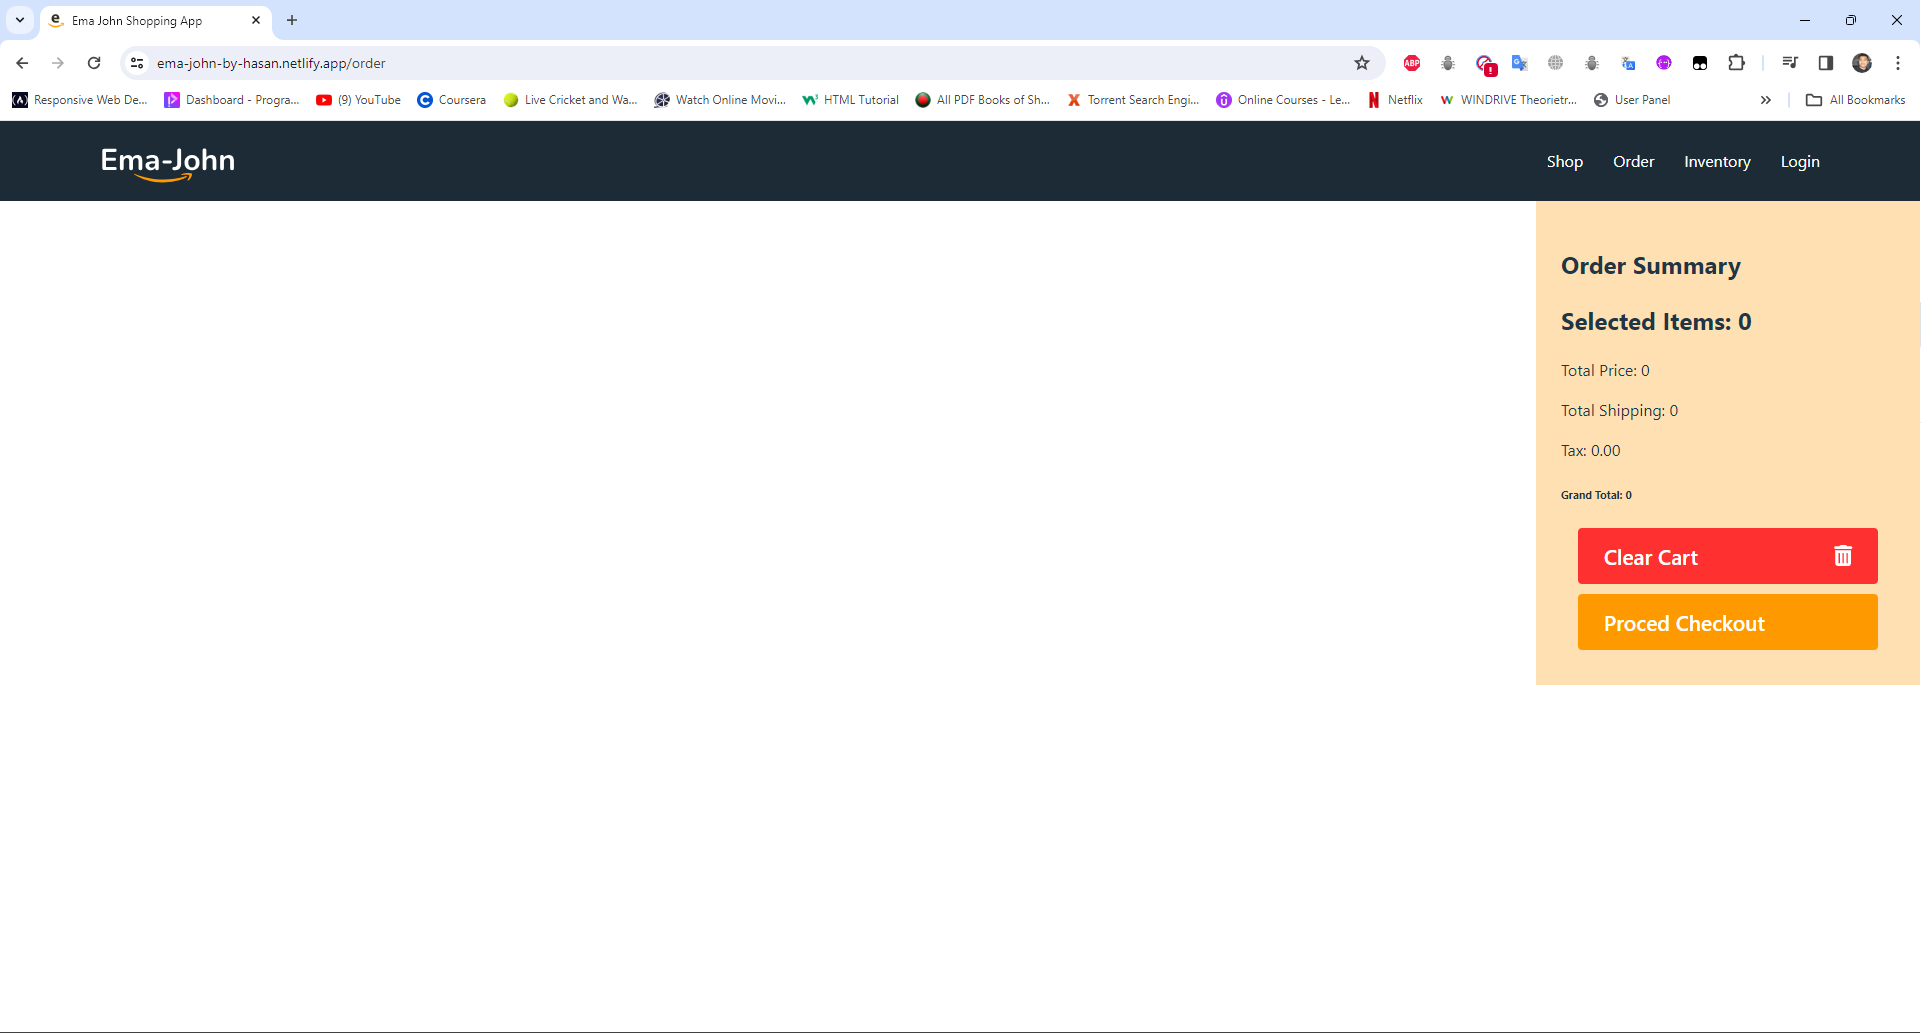 Ema John Shopping App
ema-john-by-hasan.netlify.app/order
ABP
Responsive Web De...
Dashboard - Progra...
(9) YouTube
Coursera
Live Cricket and Wa...
Watch Online Movi...
HTML Tutorial
All PDF Books of Sh...
Torrent Search Engi...
Online Courses - Le...
Netflix
WINDRIVE Theorietr...
User Panel
All Bookmarks
Ema-John
Shop
Order
Inventory
Login
Order Summary
Selected Items: 0
Total Price: 0
Total Shipping: 0
Tax: 0.00
Grand Total: 0
Clear Cart
Proced Checkout